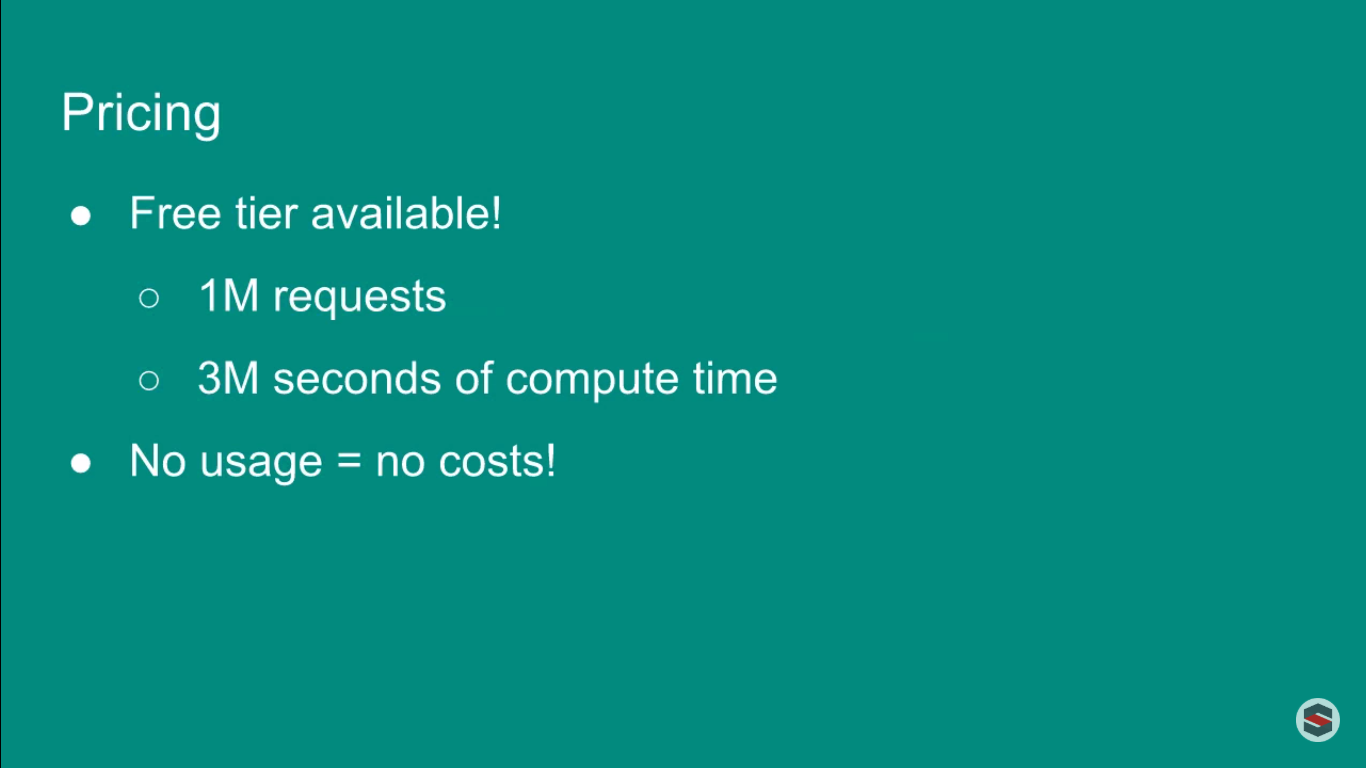 Pricing
● Free tier available!
○ 1M requests
○ 3M seconds of compute time
● No usage = no costs!